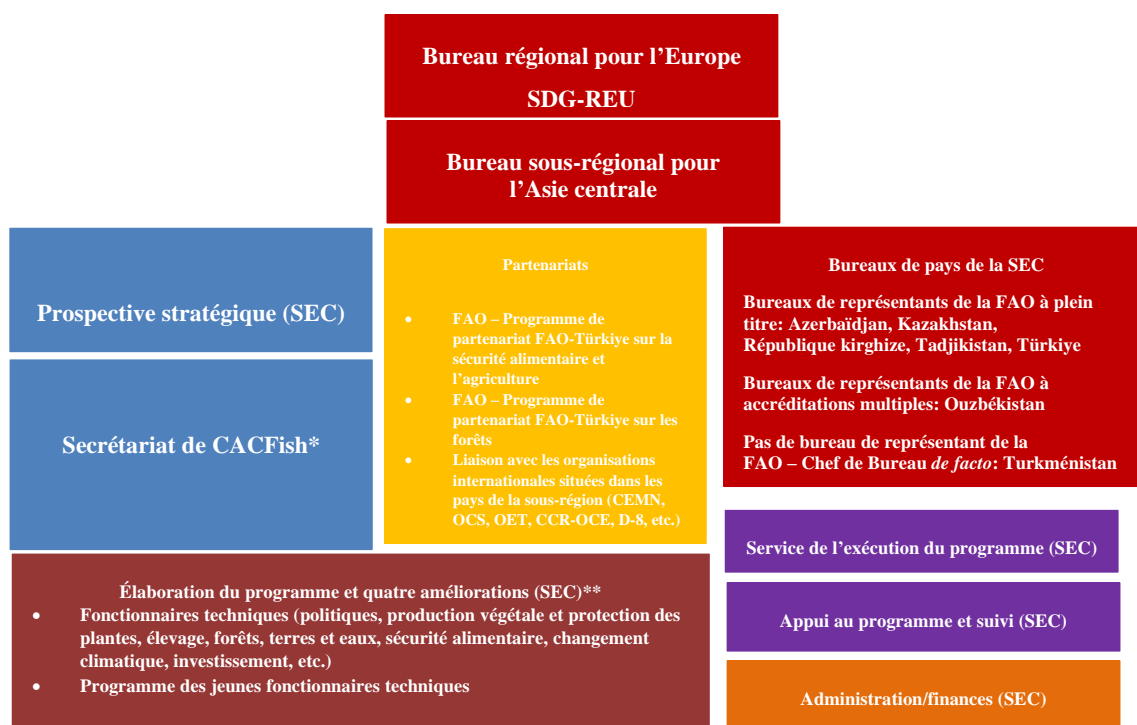 Bureau régional pour l’Europe
SDG-REU
Bureau sous-régional pour
l’Asie centrale
Prospective stratégique (SEC)
Secrétariat de CACFish*
Partenariats
• FAO – Programme de
partenariat FAO-Türkiye sur la
sécurité alimentaire et
l’agriculture
• FAO – Programme de
partenariat FAO-Türkiye sur les
forêts
• Liaison avec les organisations
internationales situées dans les
pays de la sous-région (CEMN,
OCS, OET, CCR-OCE, D-8, etc.)
Bureaux de pays de la SEC
Bureaux de représentants de la FAO à plein
titre: Azerbaïdjan, Kazakhstan,
République kirghize, Tadjikistan, Türkiye
Bureaux de représentants de la FAO à
accréditations multiples: Ouzbékistan
Pas de bureau de représentant de la
FAO – Chef de Bureau de facto: Turkménistan
Élaboration du programme et quatre améliorations (SEC)**
• Fonctionnaires techniques (politiques, production végétale et protection des
plantes, élevage, forêts, terres et eaux, sécurité alimentaire, changement
climatique, investissement, etc.)
• Programme des jeunes fonctionnaires techniques
Service de l’exécution du programme (SEC)
Appui au programme et suivi (SEC)
Administration/finances (SEC)